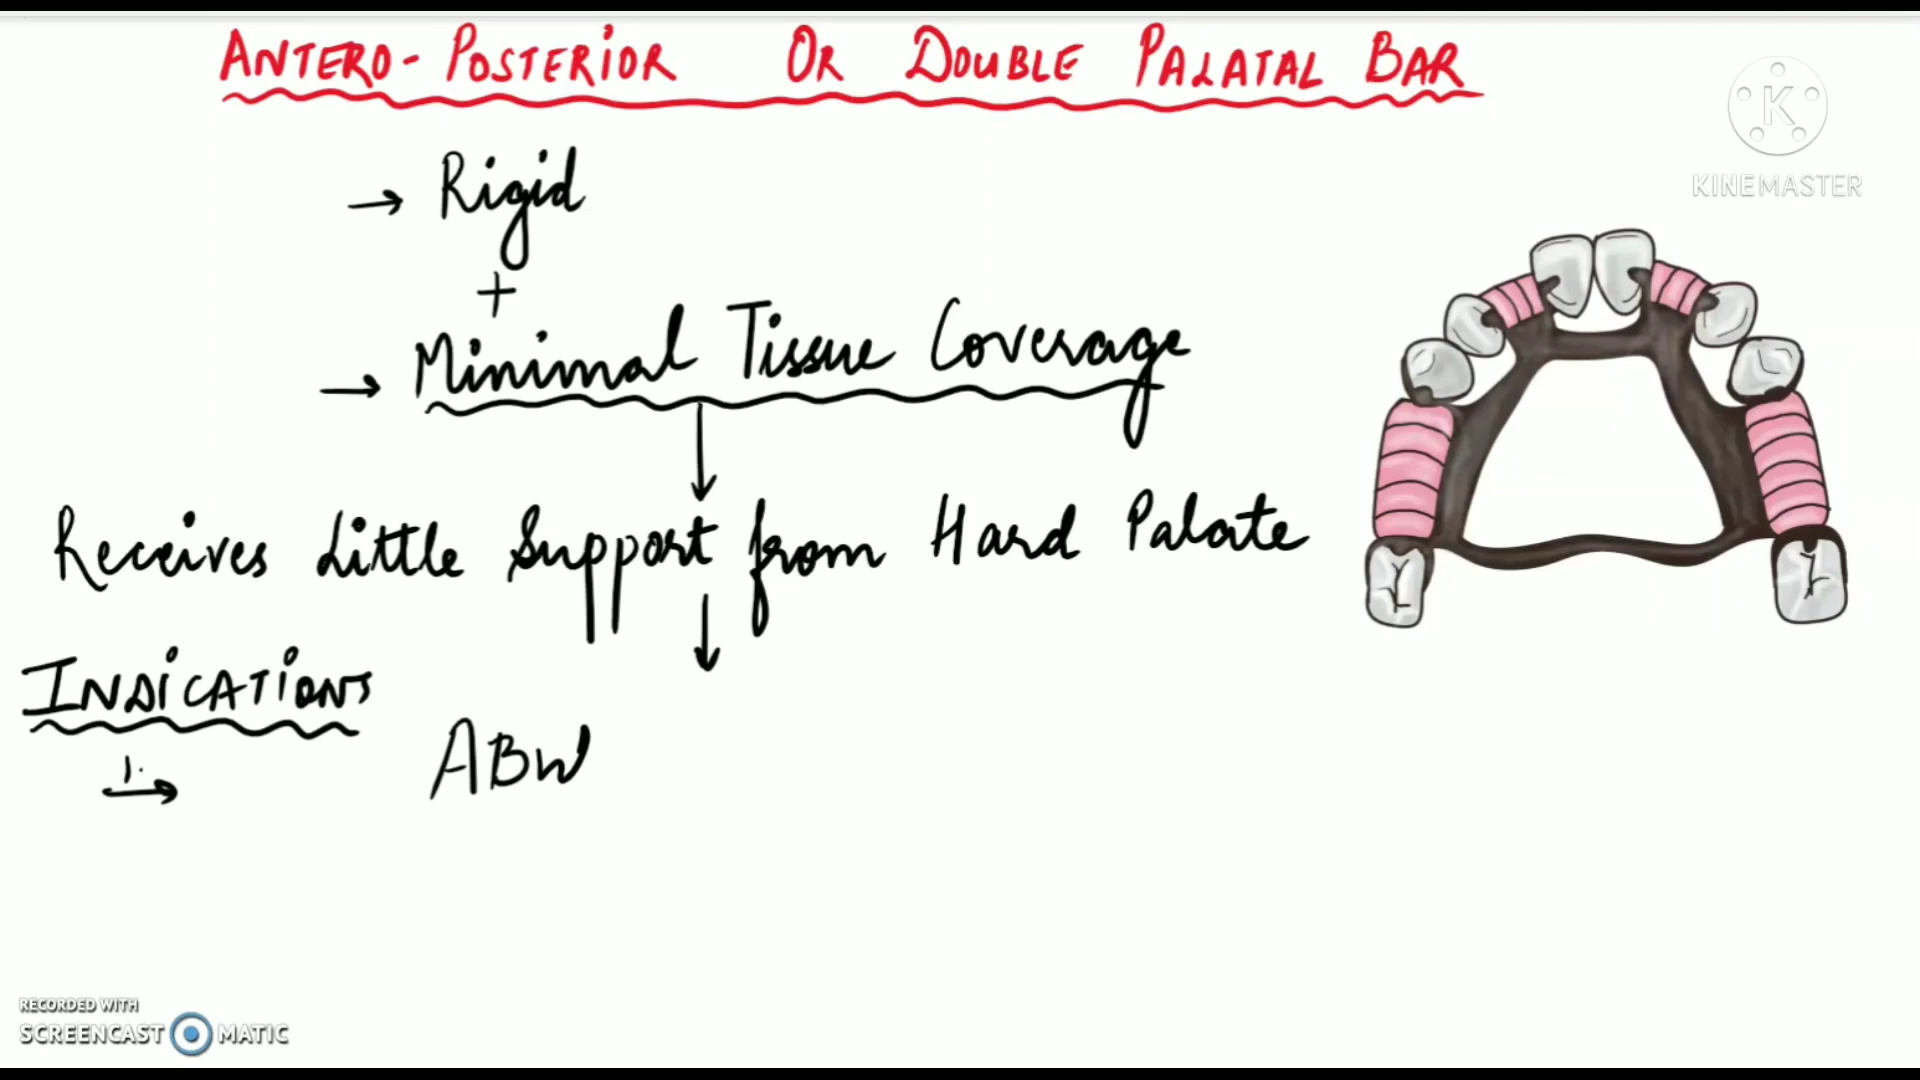 ANTERO-POSTERIOR OR DOUBLE PALATAL BAR
K
KINEMASTER
→ Rigid
+
→ Minimal Tissue Coverage
Receives Little Support from Hard Palate
INDICATIONS
1. → ABW
RECORDED WITH
SCREENCAST MATIC